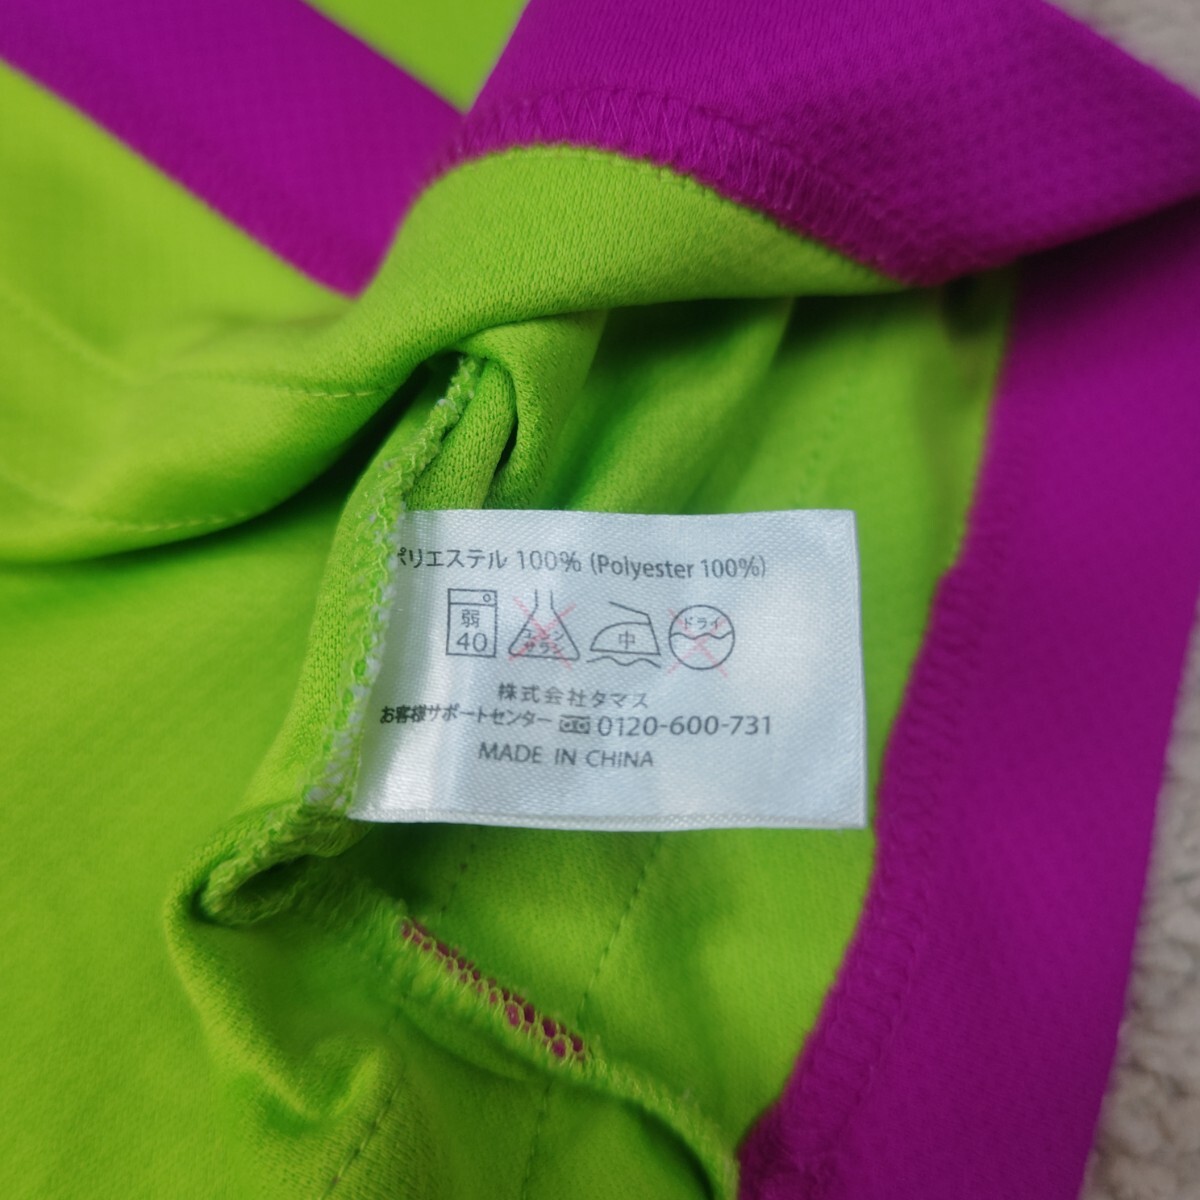 ポリエステル 100% (Polyester 100%)
弱 40 エンソ サラシ 中 ドライ
株式会社タマス
お客様サポートセンター 0120-600-731
MADE IN CHINA